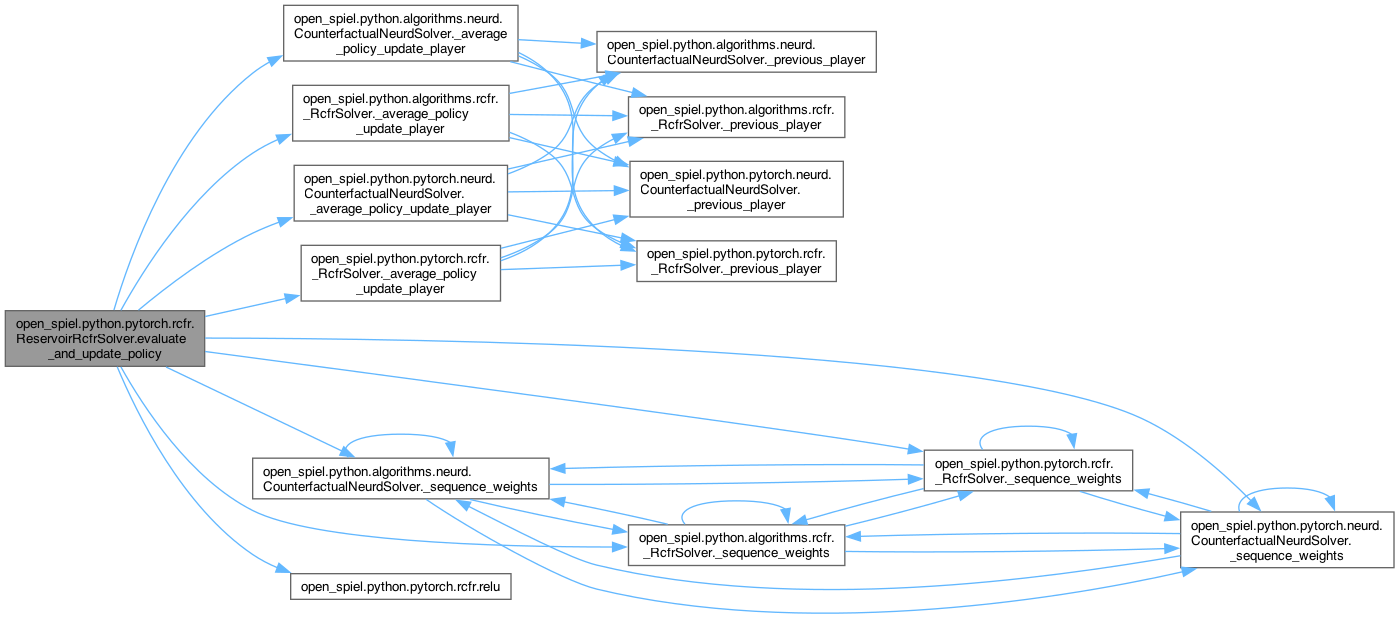 open_spiel.python.algorithms.neurd.
CounterfactualNeurdSolver._average
_policy_update_player
open_spiel.python.algorithms.neurd.
CounterfactualNeurdSolver._previous_player
open_spiel.python.algorithms.rcfr.
_RcfrSolver._average_policy
_update_player
open_spiel.python.algorithms.rcfr.
_RcfrSolver._previous_player
open_spiel.python.pytorch.neurd.
CounterfactualNeurdSolver.
_average_policy_update_player
open_spiel.python.pytorch.neurd.
CounterfactualNeurdSolver.
_previous_player
open_spiel.python.pytorch.rcfr.
_RcfrSolver._average_policy
_update_player
open_spiel.python.pytorch.rcfr.
_RcfrSolver._previous_player
open_spiel.python.pytorch.rcfr.
ReservoirRcfrSolver.evaluate
_and_update_policy
open_spiel.python.algorithms.neurd.
CounterfactualNeurdSolver._sequence_weights
open_spiel.python.pytorch.rcfr.
_RcfrSolver._sequence_weights
open_spiel.python.algorithms.rcfr.
_RcfrSolver._sequence_weights
open_spiel.python.pytorch.neurd.
CounterfactualNeurdSolver.
_sequence_weights
open_spiel.python.pytorch.rcfr.relu